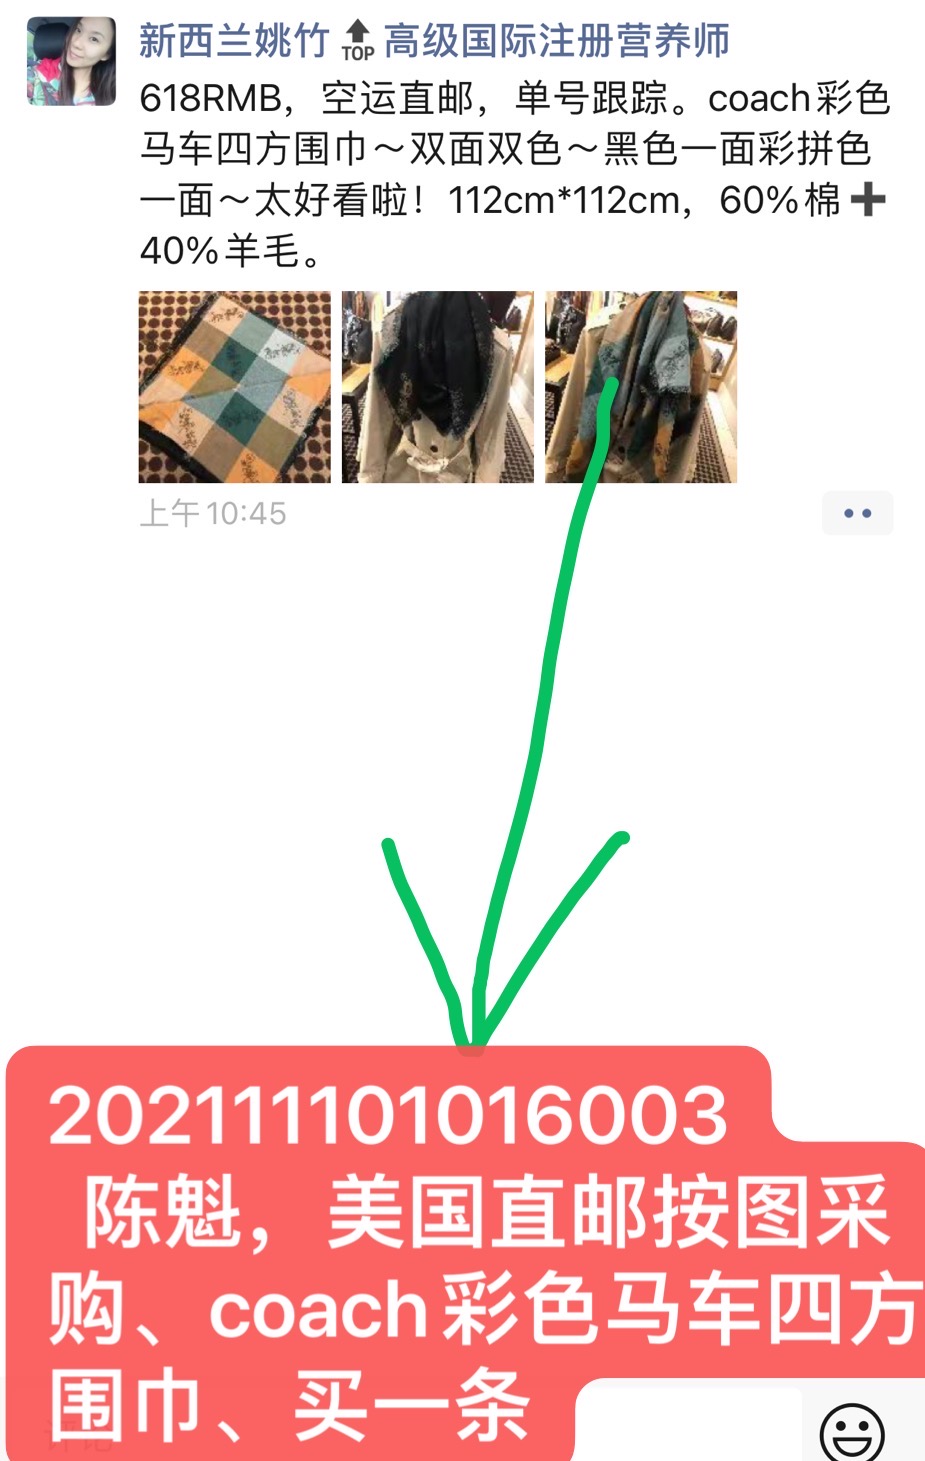 新西兰姚竹🔝高级国际注册营养师
618RMB，空运直邮，单号跟踪。coach彩色
马车四方围巾～双面双色～黑色一面彩拼色
一面～太好看啦！112cm*112cm，60%棉➕
40%羊毛。
上午10:45
202111101016003
陈魁，美国直邮按图采
购、coach彩色马车四方
围巾、买一条
评论